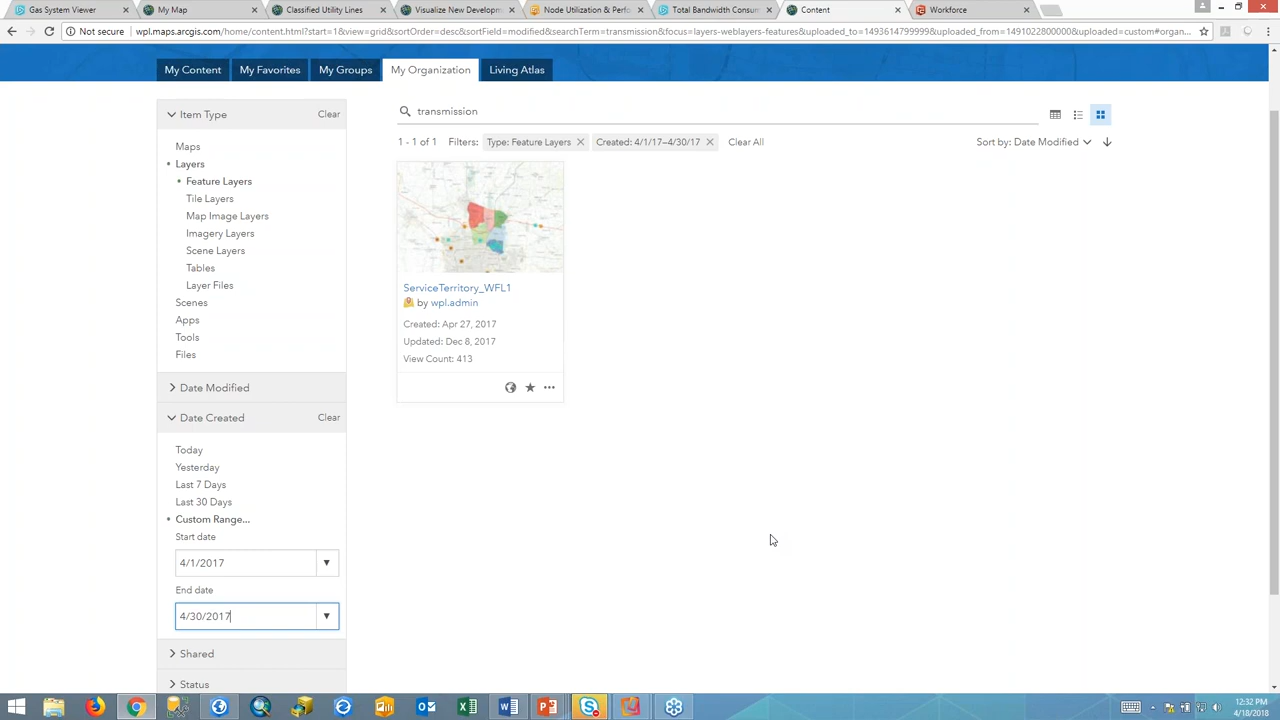 Gas System Viewer
My Map
Classified Utility Lines
Visualize New Developm
Node Utilization & Perfo
Total Bandwidth Consum
Content
Workforce
Not secure
wpl.maps.arcgis.com/home/content.html?start=1&view=grid&sortOrder=desc&sortField=modified&searchTerm=transmission&focus=layers-weblayers-features&uploaded_to=1493614799999&uploaded_from=1491022800000&uploaded=custom#organ...
My Content
My Favorites
My Groups
My Organization
Living Atlas
Item Type
Clear
Maps
Layers
Feature Layers
Tile Layers
Map Image Layers
Imagery Layers
Scene Layers
Tables
Layer Files
Scenes
Apps
Tools
Files
Date Modified
Date Created
Clear
Today
Yesterday
Last 7 Days
Last 30 Days
Custom Range...
Start date
4/1/2017
End date
4/30/2017
Shared
Status
transmission
1 - 1 of 1 Filters: Type: Feature Layers Created: 4/1/17–4/30/17 Clear All
Sort by: Date Modified
ServiceTerritory_WFL1
by wpl.admin
Created: Apr 27, 2017
Updated: Dec 8, 2017
View Count: 413
12:32 PM
4/18/2018